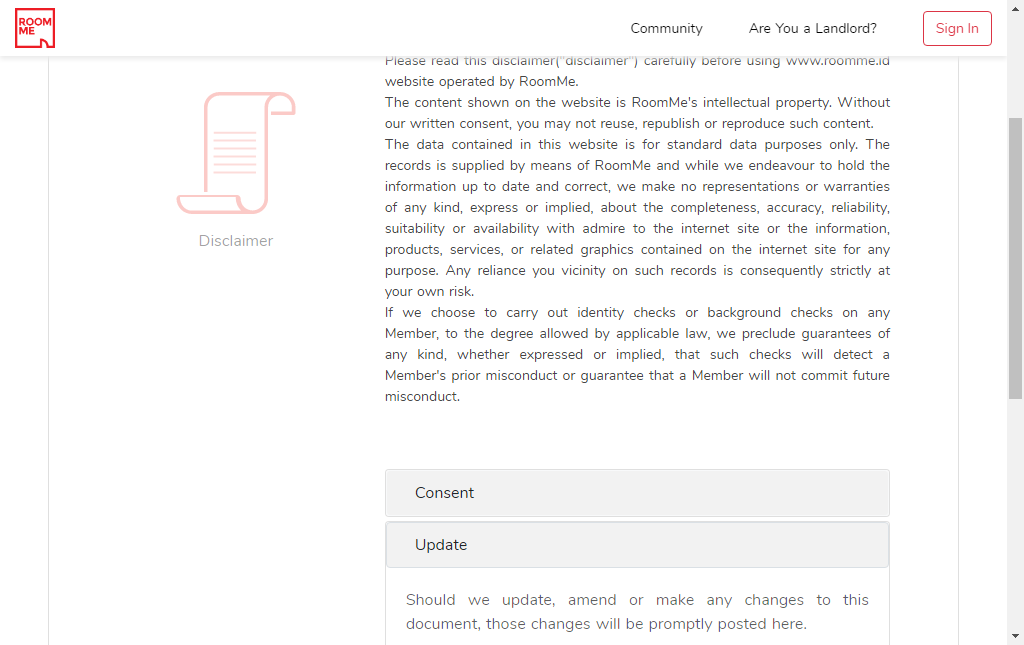 ROOM
ME
Community
Are You a Landlord?
Sign In
Please read this disclaimer("disclaimer") carefully before using www.roomme.id
website operated by RoomMe.
The content shown on the website is RoomMe's intellectual property. Without
our written consent, you may not reuse, republish or reproduce such content.
The data contained in this website is for standard data purposes only. The
records is supplied by means of RoomMe and while we endeavour to hold the
information up to date and correct, we make no representations or warranties
of any kind, express or implied, about the completeness, accuracy, reliability,
suitability or availability with admire to the internet site or the information,
products, services, or related graphics contained on the internet site for any
purpose. Any reliance you vicinity on such records is consequently strictly at
your own risk.
If we choose to carry out identity checks or background checks on any
Member, to the degree allowed by applicable law, we preclude guarantees of
any kind, whether expressed or implied, that such checks will detect a
Member's prior misconduct or guarantee that a Member will not commit future
misconduct.
Disclaimer
Consent
Update
Should we update, amend or make any changes to this
document, those changes will be promptly posted here.